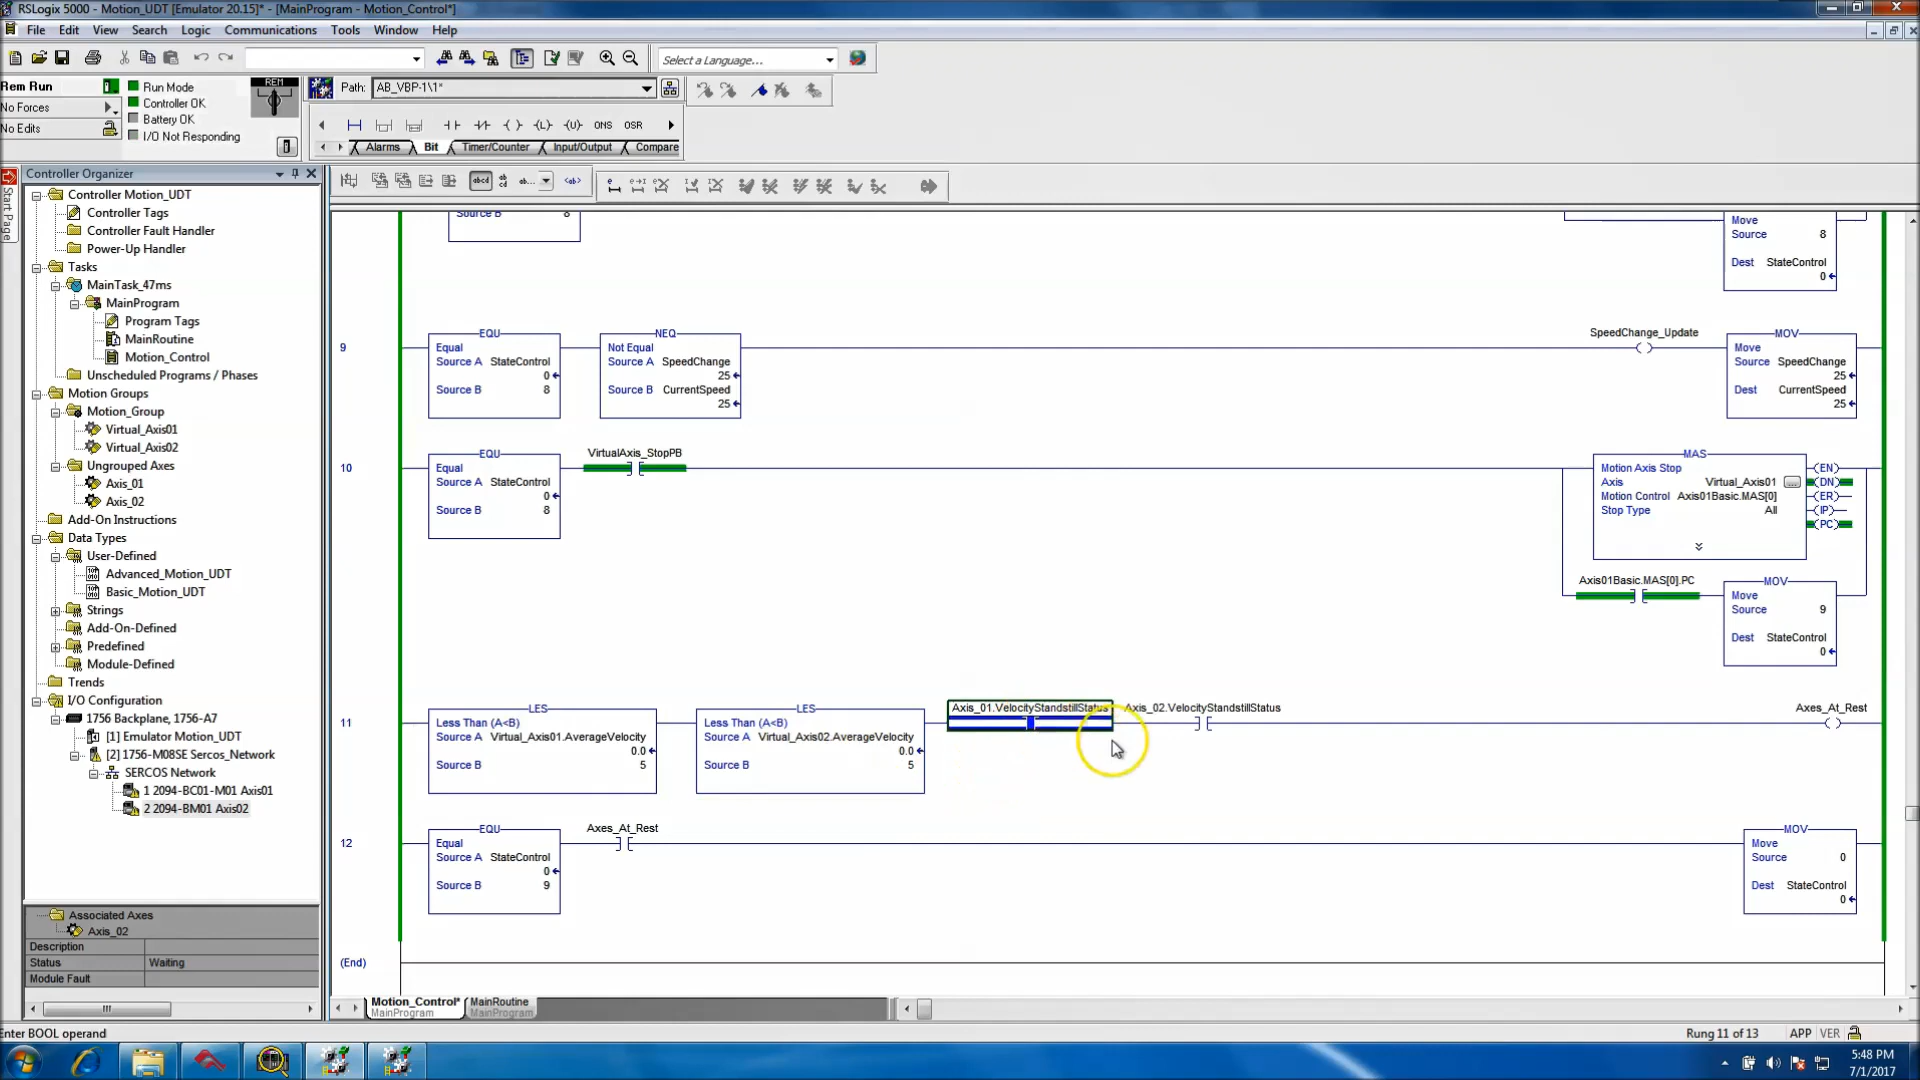 RSLogix 5000 - Motion_UDT [Emulator 20.15]* - [MainProgram - Motion_Control*]
File Edit View Search Logic Communications Tools Window Help
Select a Language...
Rem Run
No Forces
No Edits
Run Mode
Controller OK
Battery OK
I/O Not Responding
REM
Path: AB_VBP-1\1*
ONS OSR
Alarms Bit Timer/Counter Input/Output Compare
Start Page
Controller Organizer
Controller Motion_UDT
Controller Tags
Controller Fault Handler
Power-Up Handler
Tasks
MainTask_47ms
MainProgram
Program Tags
MainRoutine
Motion_Control
Unscheduled Programs / Phases
Motion Groups
Motion_Group
Virtual_Axis01
Virtual_Axis02
Ungrouped Axes
Axis_01
Axis_02
Add-On Instructions
Data Types
User-Defined
Advanced_Motion_UDT
Basic_Motion_UDT
Strings
Add-On-Defined
Predefined
Module-Defined
Trends
I/O Configuration
1756 Backplane, 1756-A7
[1] Emulator Motion_UDT
[2] 1756-M08SE Sercos_Network
SERCOS Network
1 2094-BC01-M01 Axis01
2 2094-BM01 Axis02
Associated Axes
Axis_02
Description
Status Waiting
Module Fault
Source B 8
Move
Source 8
Dest StateControl
0
9
EQU
Equal
Source A StateControl
0
Source B 8
NEQ
Not Equal
Source A SpeedChange
25
Source B CurrentSpeed
25
SpeedChange_Update
MOV
Move
Source SpeedChange
25
Dest CurrentSpeed
25
10
EQU
Equal
Source A StateControl
0
Source B 8
VirtualAxis_StopPB
MAS
Motion Axis Stop
Axis Virtual_Axis01
Motion Control Axis01Basic.MAS[0]
Stop Type All
EN
DN
ER
IP
PC
Axis01Basic.MAS[0].PC
MOV
Move
Source 9
Dest StateControl
0
11
LES
Less Than (A<B)
Source A Virtual_Axis01.AverageVelocity
0.0
Source B 5
LES
Less Than (A<B)
Source A Virtual_Axis02.AverageVelocity
0.0
Source B 5
Axis_01.VelocityStandstillStatus
Axis_02.VelocityStandstillStatus
Axes_At_Rest
12
EQU
Equal
Source A StateControl
0
Source B 9
Axes_At_Rest
MOV
Move
Source 0
Dest StateControl
0
(End)
Motion_Control*
MainProgram
MainRoutine
MainProgram
Enter BOOL operand
Rung 11 of 13 APP VER
5:48 PM
7/1/2017